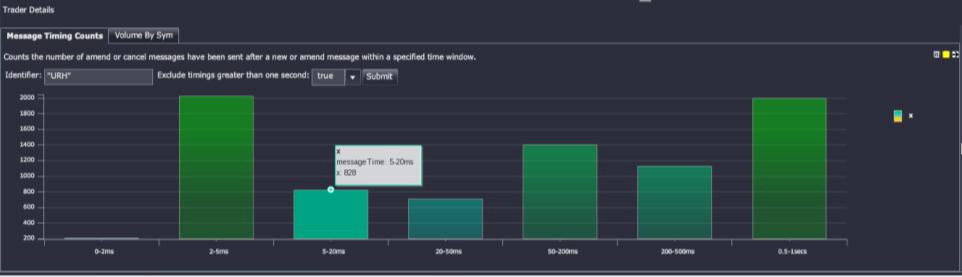 Trader Details
Message Timing Counts Volume By Sym
Counts the number of amend or cancel messages have been sent after a new or amend message within a specified time window.
Identifier: "URH" Exclude timings greater than one second: true Submit
2000
1800
1600
1400
1200
1000
800
600
400
200
x
message Time: 5-20ms
x: 828
x
0-2ms 2-5ms 5-20ms 20-50ms 50-200ms 200-500ms 0.5-1secs